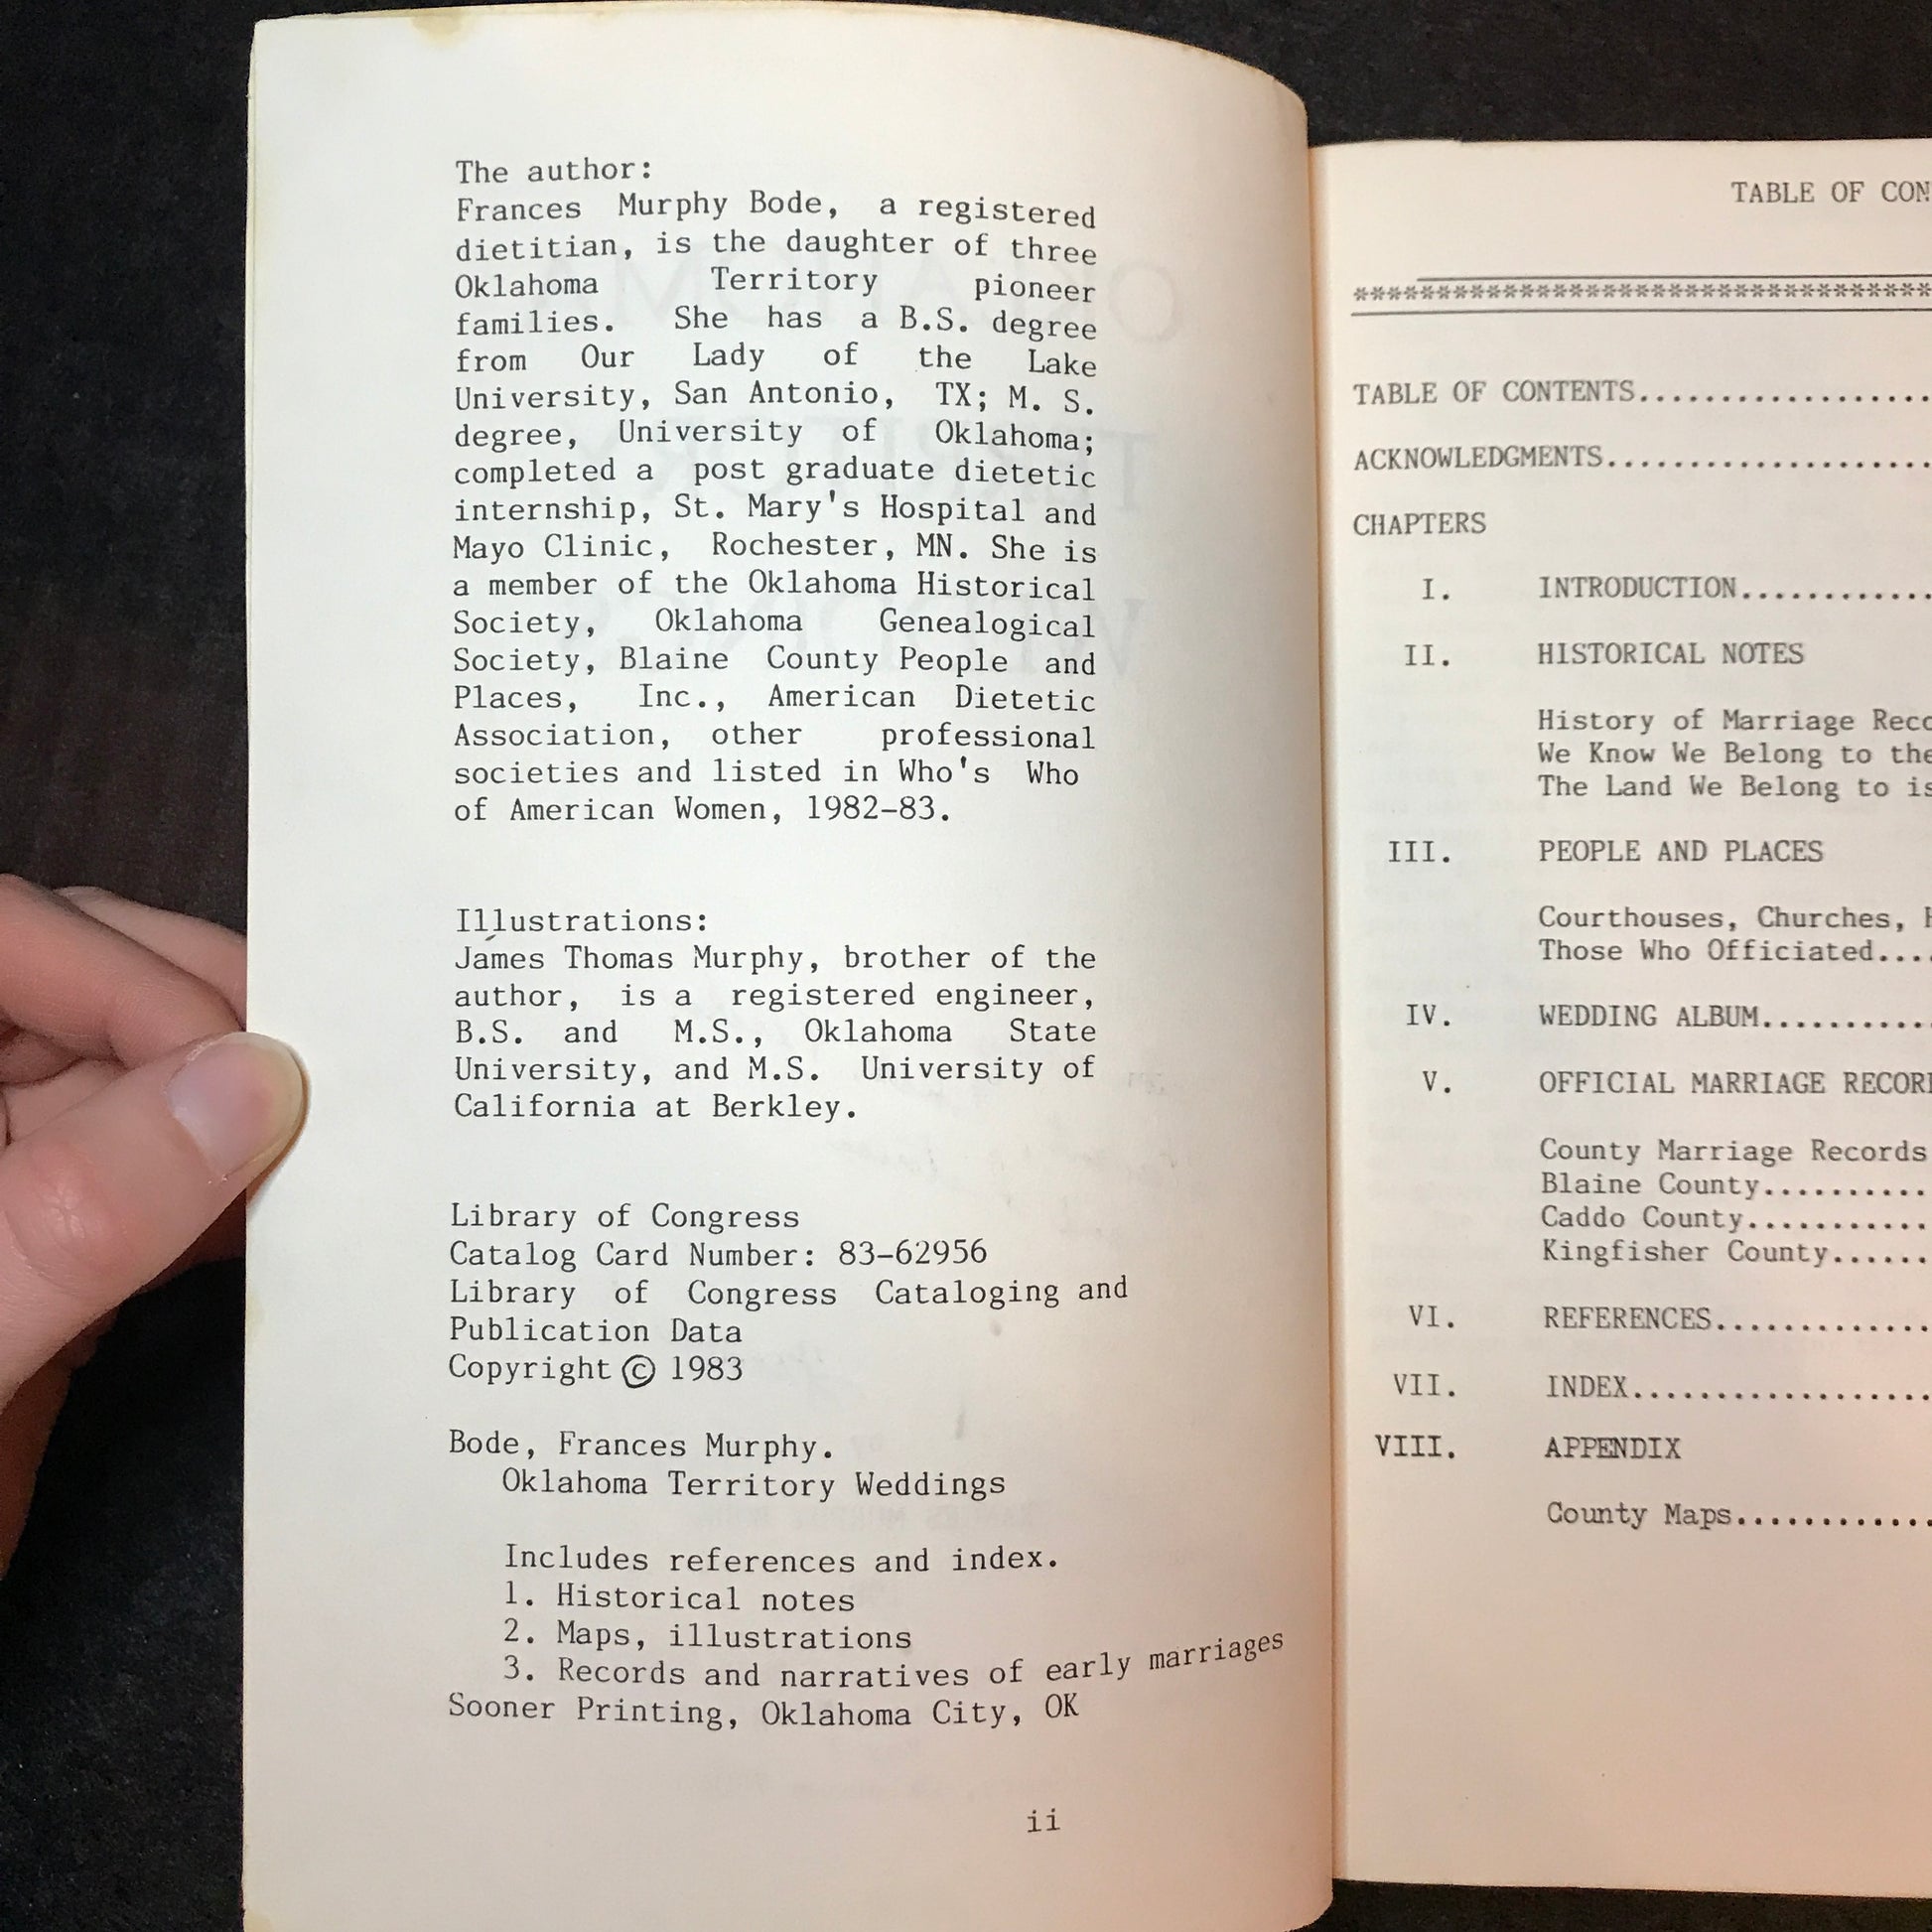 The author:
Frances Murphy Bode, a registered
dietitian, is the daughter of three
Oklahoma Territory pioneer
families. She has a B.S. degree
from Our Lady of the Lake
University, San Antonio, TX; M. S.
degree, University of Oklahoma;
completed a post graduate dietetic
internship, St. Mary's Hospital and
Mayo Clinic, Rochester, MN. She is
a member of the Oklahoma Historical
Society, Oklahoma Genealogical
Society, Blaine County People and
Places, Inc., American Dietetic
Association, other professional
societies and listed in Who's Who
of American Women, 1982-83.
Illustrations:
James Thomas Murphy, brother of the
author, is a registered engineer,
B.S. and M.S., Oklahoma State
University, and M.S. University of
California at Berkley.
Library of Congress
Catalog Card Number: 83-62956
Library of Congress Cataloging and
Publication Data
Copyright © 1983
Bode, Frances Murphy.
Oklahoma Territory Weddings
Includes references and index.
1. Historical notes
2. Maps, illustrations
3. Records and narratives of early marriages
Sooner Printing, Oklahoma City, OK
ii
TABLE OF CON
**********************************
TABLE OF CONTENTS..................
ACKNOWLEDGMENTS....................
CHAPTERS
I. INTRODUCTION............
II. HISTORICAL NOTES
History of Marriage Reco
We Know We Belong to the
The Land We Belong to is
III. PEOPLE AND PLACES
Courthouses, Churches,
Those Who Officiated....
IV. WEDDING ALBUM...........
V. OFFICIAL MARRIAGE RECOR
County Marriage Records
Blaine County..........
Caddo County...........
Kingfisher County......
VI. REFERENCES.............
VII. INDEX..................
VIII. APPENDIX
County Maps............